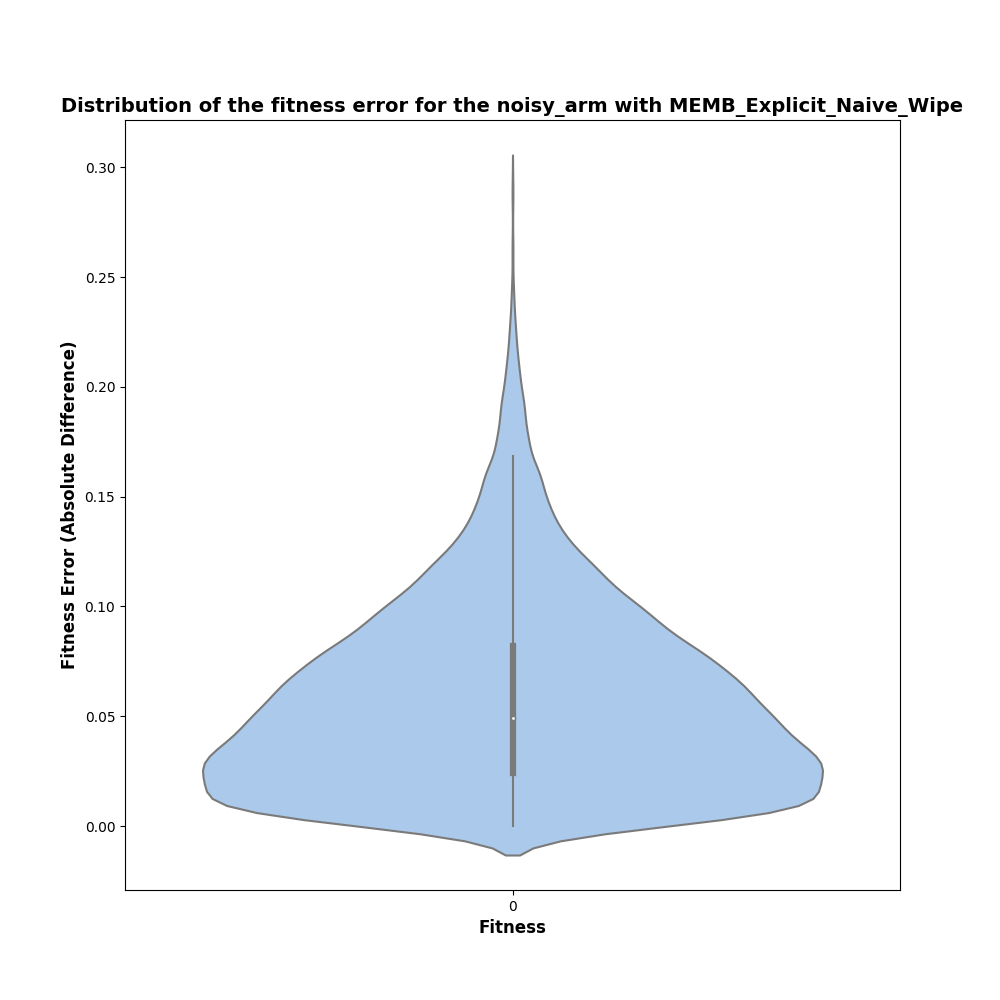 Distribution of the fitness error for the noisy_arm with MEMB_Explicit_Naive_Wipe
0.30
0.25
0.20
0.15
0.10
0.05
0.00
Fitness Error (Absolute Difference)
0
Fitness